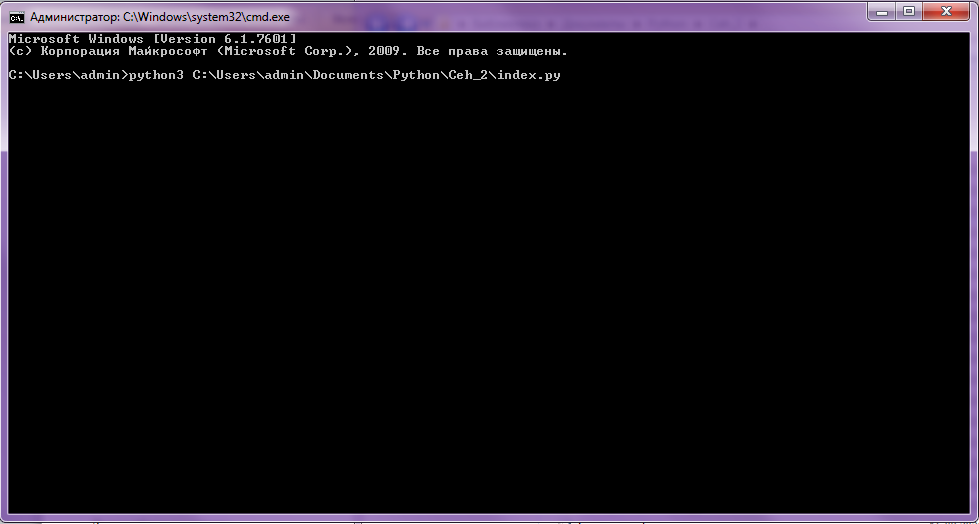 Администратор: C:\Windows\system32\cmd.exe
Microsoft Windows [Version 6.1.7601]
(c) Корпорация Майкрософт (Microsoft Corp.), 2009. Все права защищены.
C:\Users\admin>python3 C:\Users\admin\Documents\Python\Ceh_2\index.py